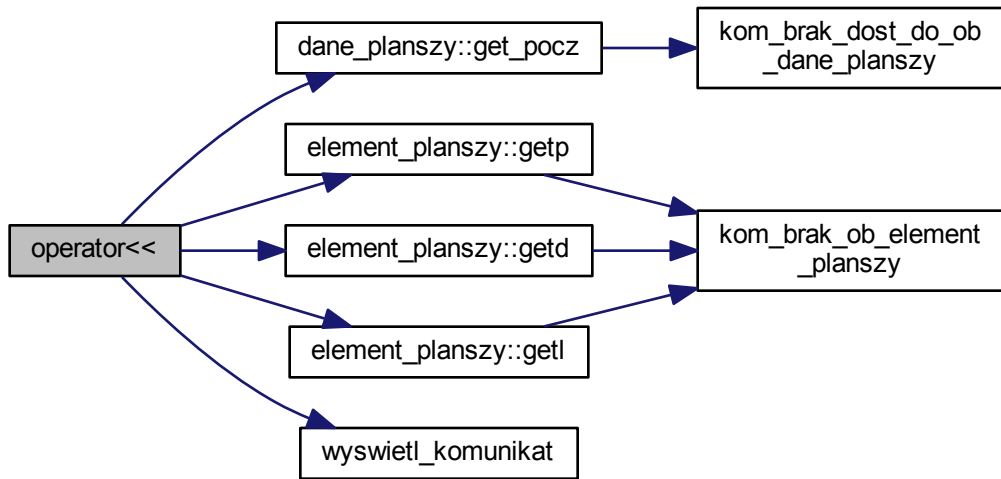 operator<<
dane_planszy::get_pocz
kom_brak_dost_do_ob
_dane_planszy
element_planszy::getp
element_planszy::getd
element_planszy::getl
kom_brak_ob_element
_planszy
wyswietl_komunikat